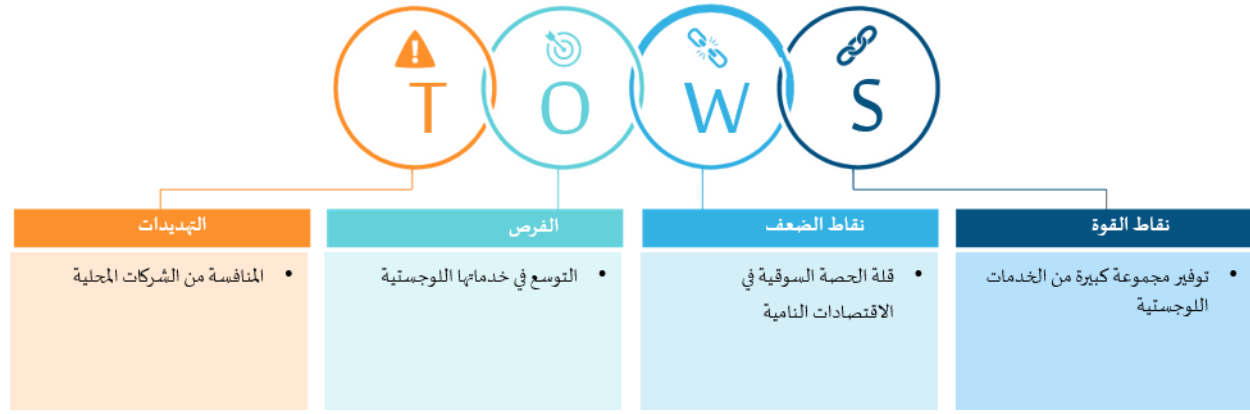 S
W
O
T
نقاط القوة
توفير مجموعة كبيرة من الخدمات
اللوجستية
نقاط الضعف
قلة الحصة السوقية في
الاقتصادات النامية
الفرص
التوسع في خدماتها اللوجستية
التهديدات
المنافسة من الشركات المحلية